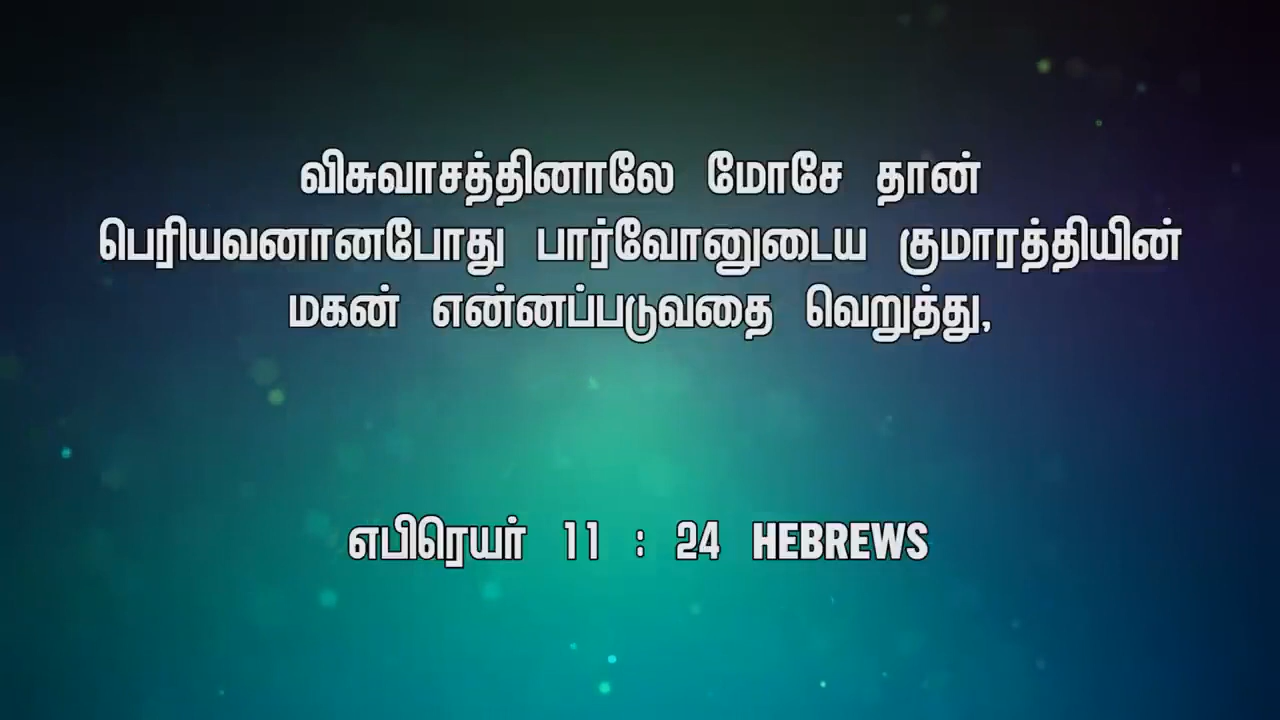 விசுவாசத்தினாலே மோசே தான்
பெரியவனானபோது பார்வோனுடைய குமாரத்தியின்
மகன் என்னப்படுவதை வெறுத்து,
எபிரெயர் 11 : 24 HEBREWS